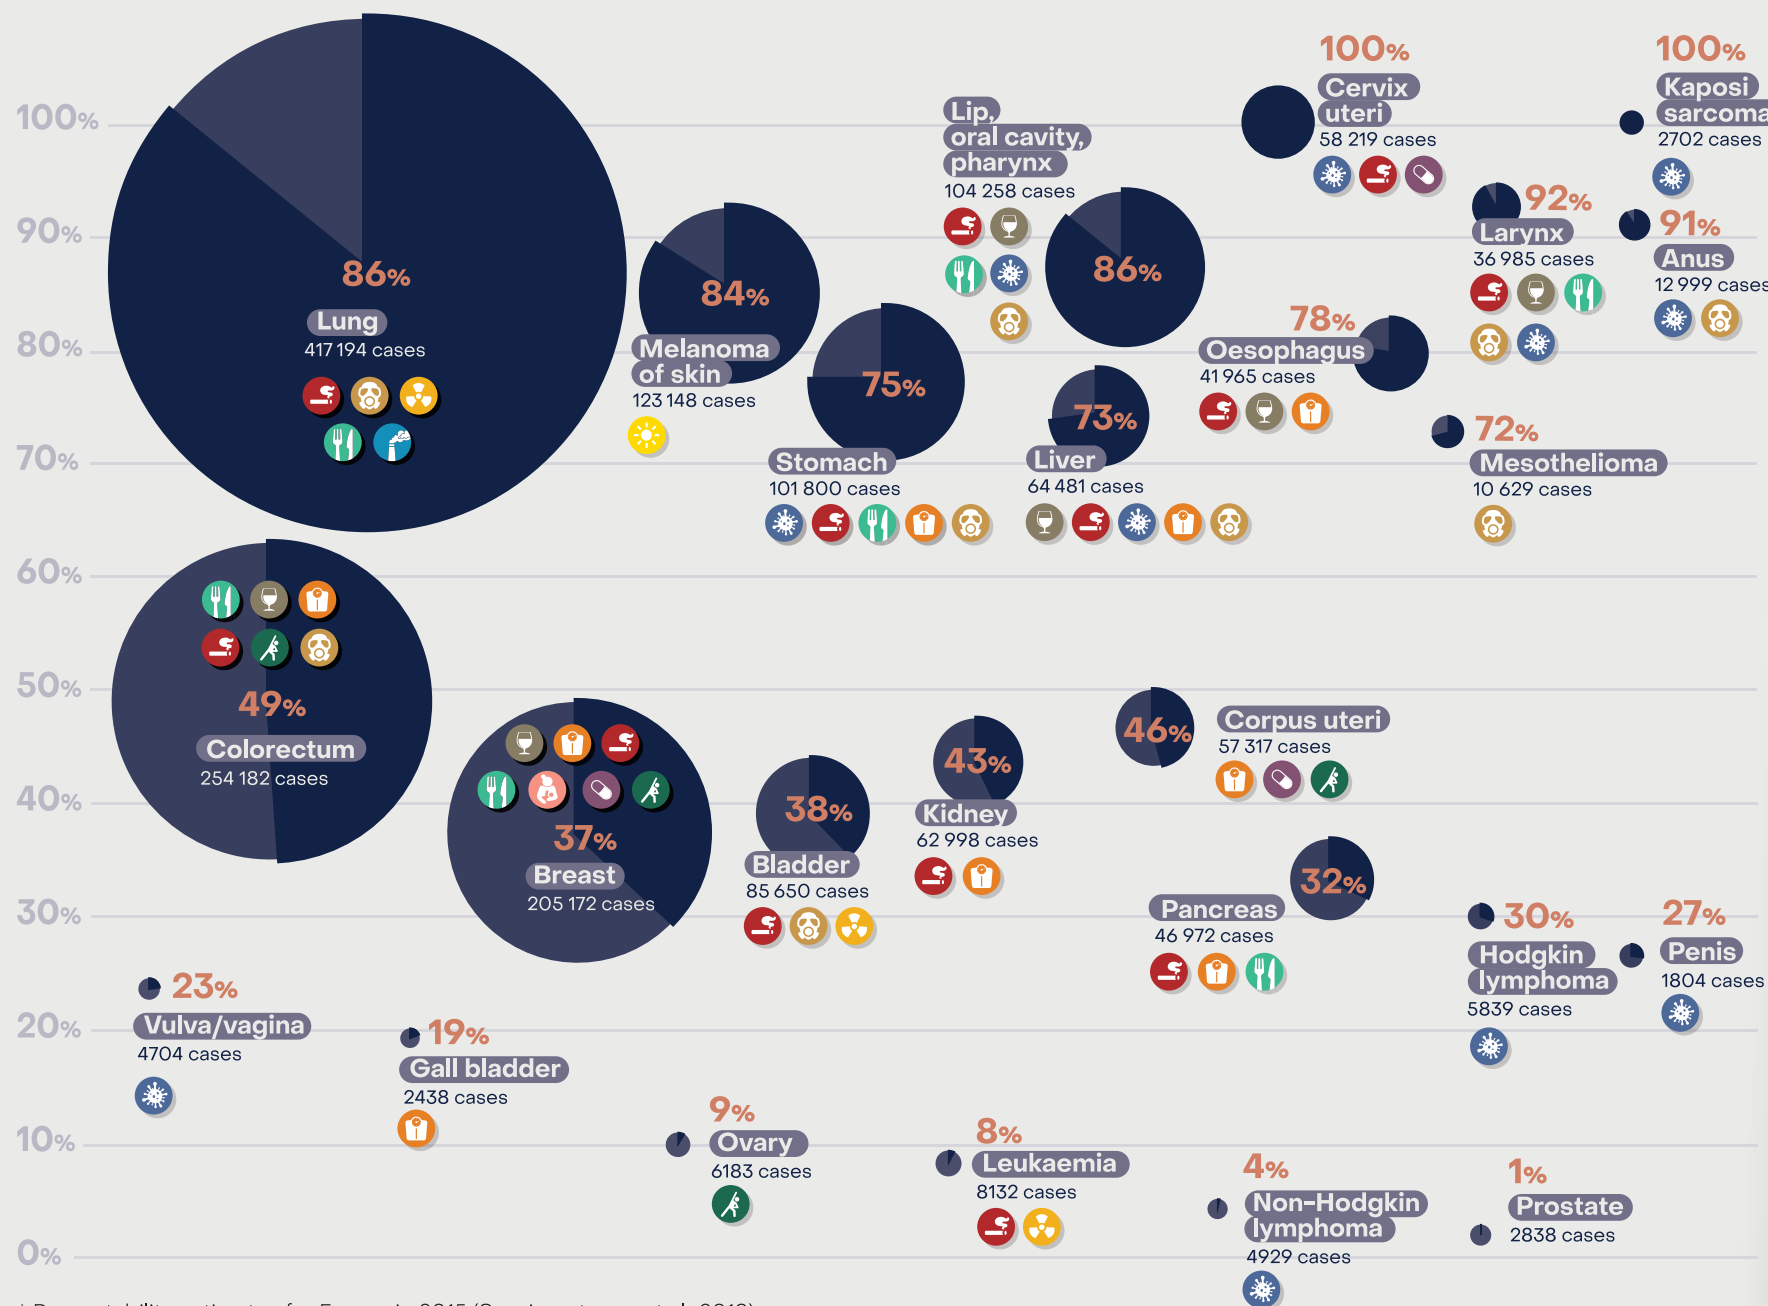 100%
90%
80%
70%
60%
50%
40%
30%
20%
10%
0%
86%
Lung
417 194 cases
84%
Melanoma
of skin
123 148 cases
75%
Stomach
101 800 cases
Lip,
oral cavity,
pharynx
104 258 cases
86%
73%
Liver
64 481 cases
100%
Cervix
uteri
58 219 cases
78%
Oesophagus
41 965 cases
92%
Larynx
36 985 cases
72%
Mesothelioma
10 629 cases
100%
Kaposi
sarcoma
2702 cases
91%
Anus
12 999 cases
49%
Colorectum
254 182 cases
37%
Breast
205 172 cases
38%
Bladder
85 650 cases
43%
Kidney
62 998 cases
46%
Corpus uteri
57 317 cases
32%
Pancreas
46 972 cases
30%
Hodgkin
lymphoma
5839 cases
27%
Penis
1804 cases
23%
Vulva/vagina
4704 cases
19%
Gall bladder
2438 cases
9%
Ovary
6183 cases
8%
Leukaemia
8132 cases
4%
Non-Hodgkin
lymphoma
4929 cases
1%
Prostate
2838 cases